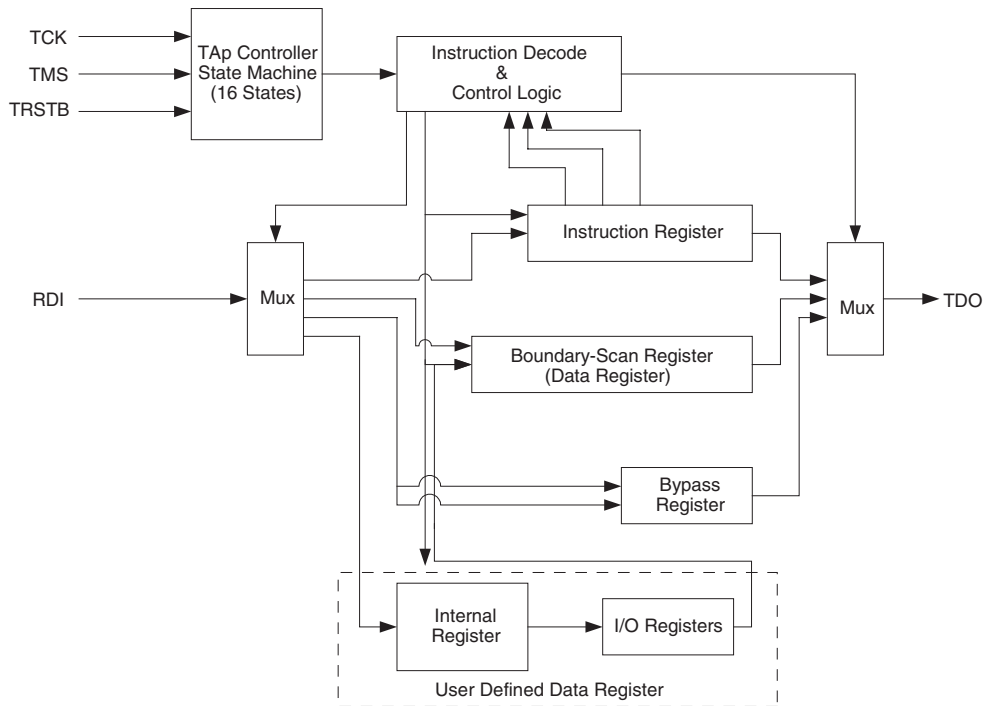 TCK
TMS
TRSTB
TAp Controller
State Machine
(16 States)
Instruction Decode
&
Control Logic
Instruction Register
RDI
Mux
Mux
TDO
Boundary-Scan Register
(Data Register)
Bypass
Register
Internal
Register
I/O Registers
User Defined Data Register